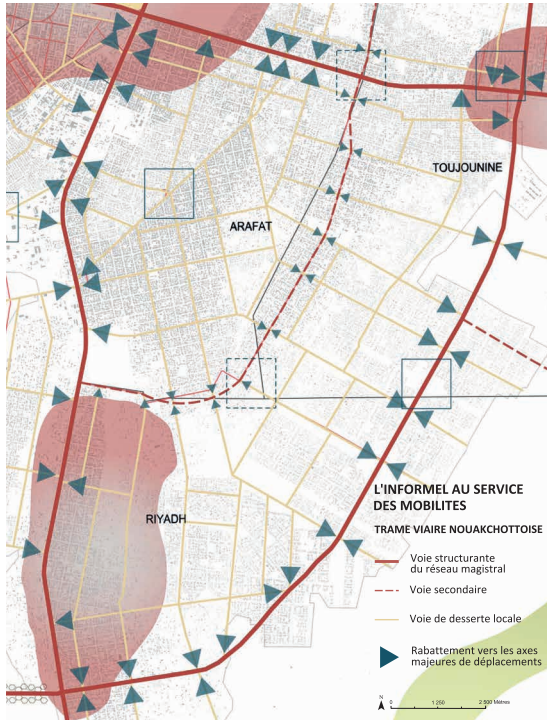 TOUJOUNINE
ARAFAT
RIYADH
L'INFORMEL AU SERVICE
DES MOBILITES
TRAME VIAIRE NOUAKCHOTTOISE
Voie structurante
du réseau magistral
Voie secondaire
Voie de desserte locale
Rabattement vers les axes
majeures de déplacements
N
0 1 250 2 500 Mètres